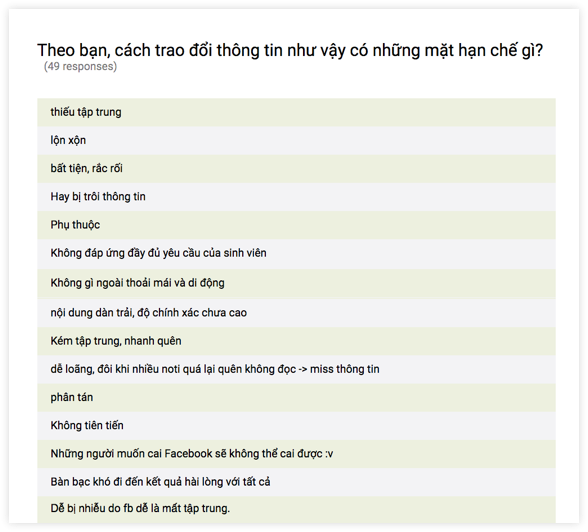 Theo bạn, cách trao đổi thông tin như vậy có những mặt hạn chế gì?
(49 responses)
thiếu tập trung
lộn xộn
bất tiện, rắc rối
Hay bị trôi thông tin
Phụ thuộc
Không đáp ứng đầy đủ yêu cầu của sinh viên
Không gì ngoài thoải mái và di động
nội dung dàn trải, độ chính xác chưa cao
Kém tập trung, nhanh quên
dễ loãng, đôi khi nhiều noti quá lại quên không đọc -> miss thông tin
phân tán
Không tiên tiến
Những người muốn cai Facebook sẽ không thể cai được :v
Bàn bạc khó đi đến kết quả hài lòng với tất cả
Dễ bị nhiễu do fb dễ là mất tập trung.